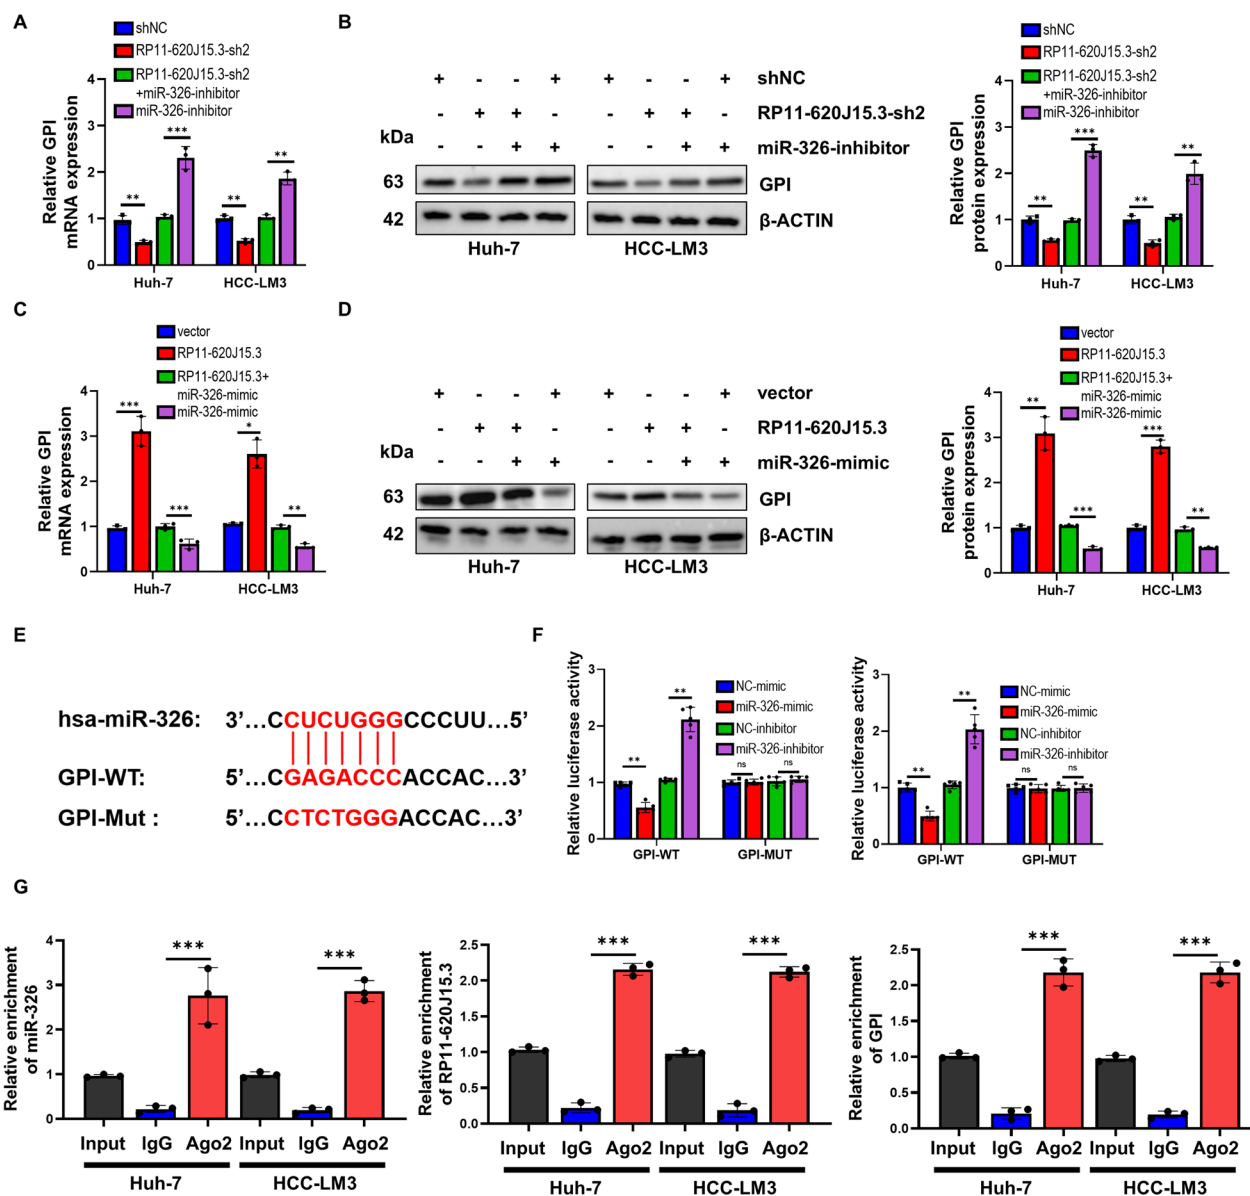 A
shNC
RP11-620J15.3-sh2
RP11-620J15.3-sh2
+miR-326-inhibitor
miR-326-inhibitor
Relative GPI
mRNA expression
4
3
2
1
0
** *** ** **
Huh-7 HCC-LM3
B
+ - - + + - - + shNC
- + + - - + + - RP11-620J15.3-sh2
- - + + - - + + miR-326-inhibitor
kDa
63 GPI
42 β-ACTIN
Huh-7 HCC-LM3
shNC
RP11-620J15.3-sh2
RP11-620J15.3-sh2
+miR-326-inhibitor
miR-326-inhibitor
Relative GPI
protein expression
4
3
2
1
0
** *** ** **
Huh-7 HCC-LM3
C
vector
RP11-620J15.3
RP11-620J15.3+
miR-326-mimic
miR-326-mimic
Relative GPI
mRNA expression
4
3
2
1
0
*** *** * **
Huh-7 HCC-LM3
D
+ - - + + - - + vector
- + + - - + + - RP11-620J15.3
- - + + - - + + miR-326-mimic
kDa
63 GPI
42 β-ACTIN
Huh-7 HCC-LM3
vector
RP11-620J15.3
RP11-620J15.3+
miR-326-mimic
miR-326-mimic
Relative GPI
protein expression
4
3
2
1
0
** *** *** **
Huh-7 HCC-LM3
E
hsa-miR-326: 3’...CCUCUGGGCCCUU...5’
GPI-WT: 5’...CGAGACCCACCAC...3’
GPI-Mut : 5’...CCTCTGGGACCAC...3’
F
Relative luciferase activity
3
2
1
0
NC-mimic
miR-326-mimic
NC-inhibitor
miR-326-inhibitor
** ** ns ns
GPI-WT GPI-MUT
Relative luciferase activity
3
2
1
0
NC-mimic
miR-326-mimic
NC-inhibitor
miR-326-inhibitor
** ** ns ns
GPI-WT GPI-MUT
G
Relative enrichment
of miR-326
4
3
2
1
0
*** ***
Input IgG Ago2 Input IgG Ago2
Huh-7 HCC-LM3
Relative enrichment
of RP11-620J15.3
2.5
2.0
1.5
1.0
0.5
0.0
*** ***
Input IgG Ago2 Input IgG Ago2
Huh-7 HCC-LM3
Relative enrichment
of GPI
2.5
2.0
1.5
1.0
0.5
0.0
*** ***
Input IgG Ago2 Input IgG Ago2
Huh-7 HCC-LM3